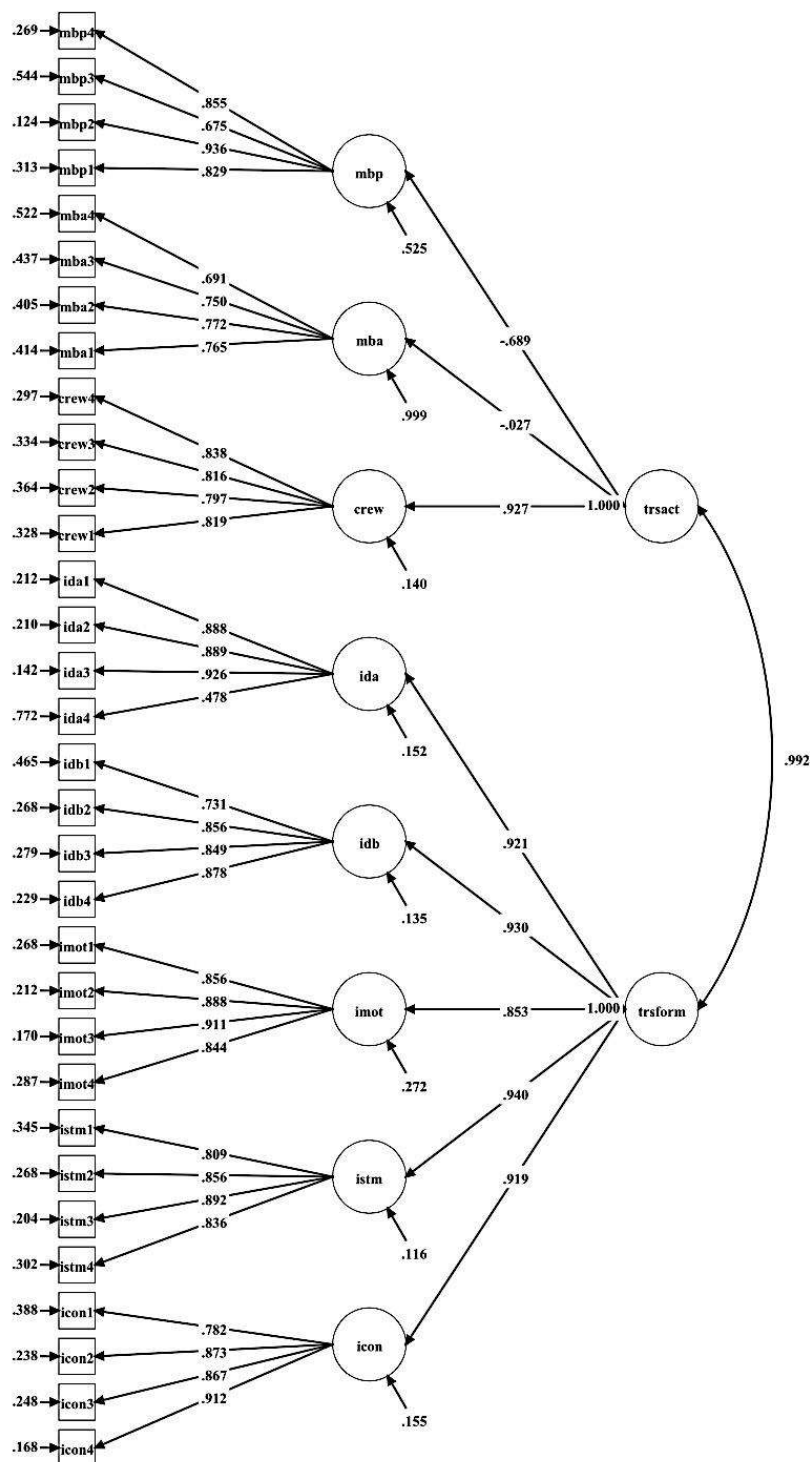 .269 mbp4
.544 mbp3
.855
.124 mbp2
.675
.936
.313 mbp1
.829
mbp
.522 mba4
.525
.437 mba3
.691
.750
.405 mba2
.772
mba
-.689
.414 mba1
.765
.297 crew4
.999
-.027
.334 crew3
.838
.816
.364 crew2
.797
crew
.927
1.000
trsact
.328 crew1
.819
.212 ida1
.140
.210 ida2
.888
.889
.142 ida3
.926
ida
.478
.772 ida4
.152
.465 idb1
.992
.268 idb2
.731
.856
idb
.921
.279 idb3
.849
.878
.229 idb4
.135
.930
.268 imot1
.212 imot2
.856
.888
imot
.853
1.000
trsform
.170 imot3
.911
.844
.287 imot4
.272
.940
.345 istm1
.809
.268 istm2
.856
istm
.919
.204 istm3
.892
.836
.302 istm4
.116
.388 icon1
.782
.238 icon2
.873
icon
.248 icon3
.867
.912
.155
.168 icon4